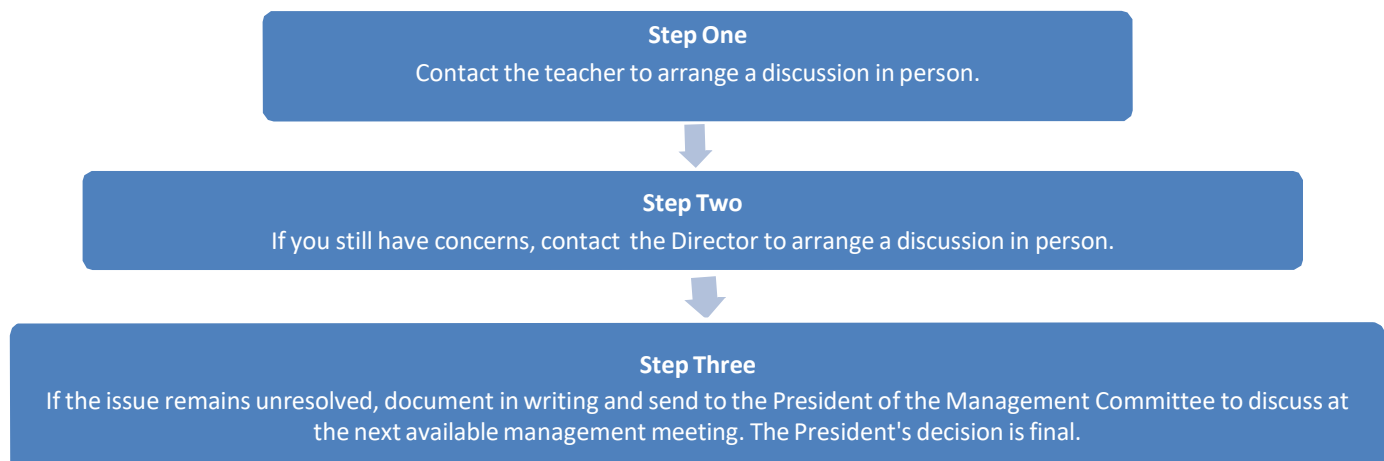 Step One
Contact the teacher to arrange a discussion in person.
Step Two
If you still have concerns, contact the Director to arrange a discussion in person.
Step Three
If the issue remains unresolved, document in writing and send to the President of the Management Committee to discuss at
the next available management meeting. The President's decision is final.